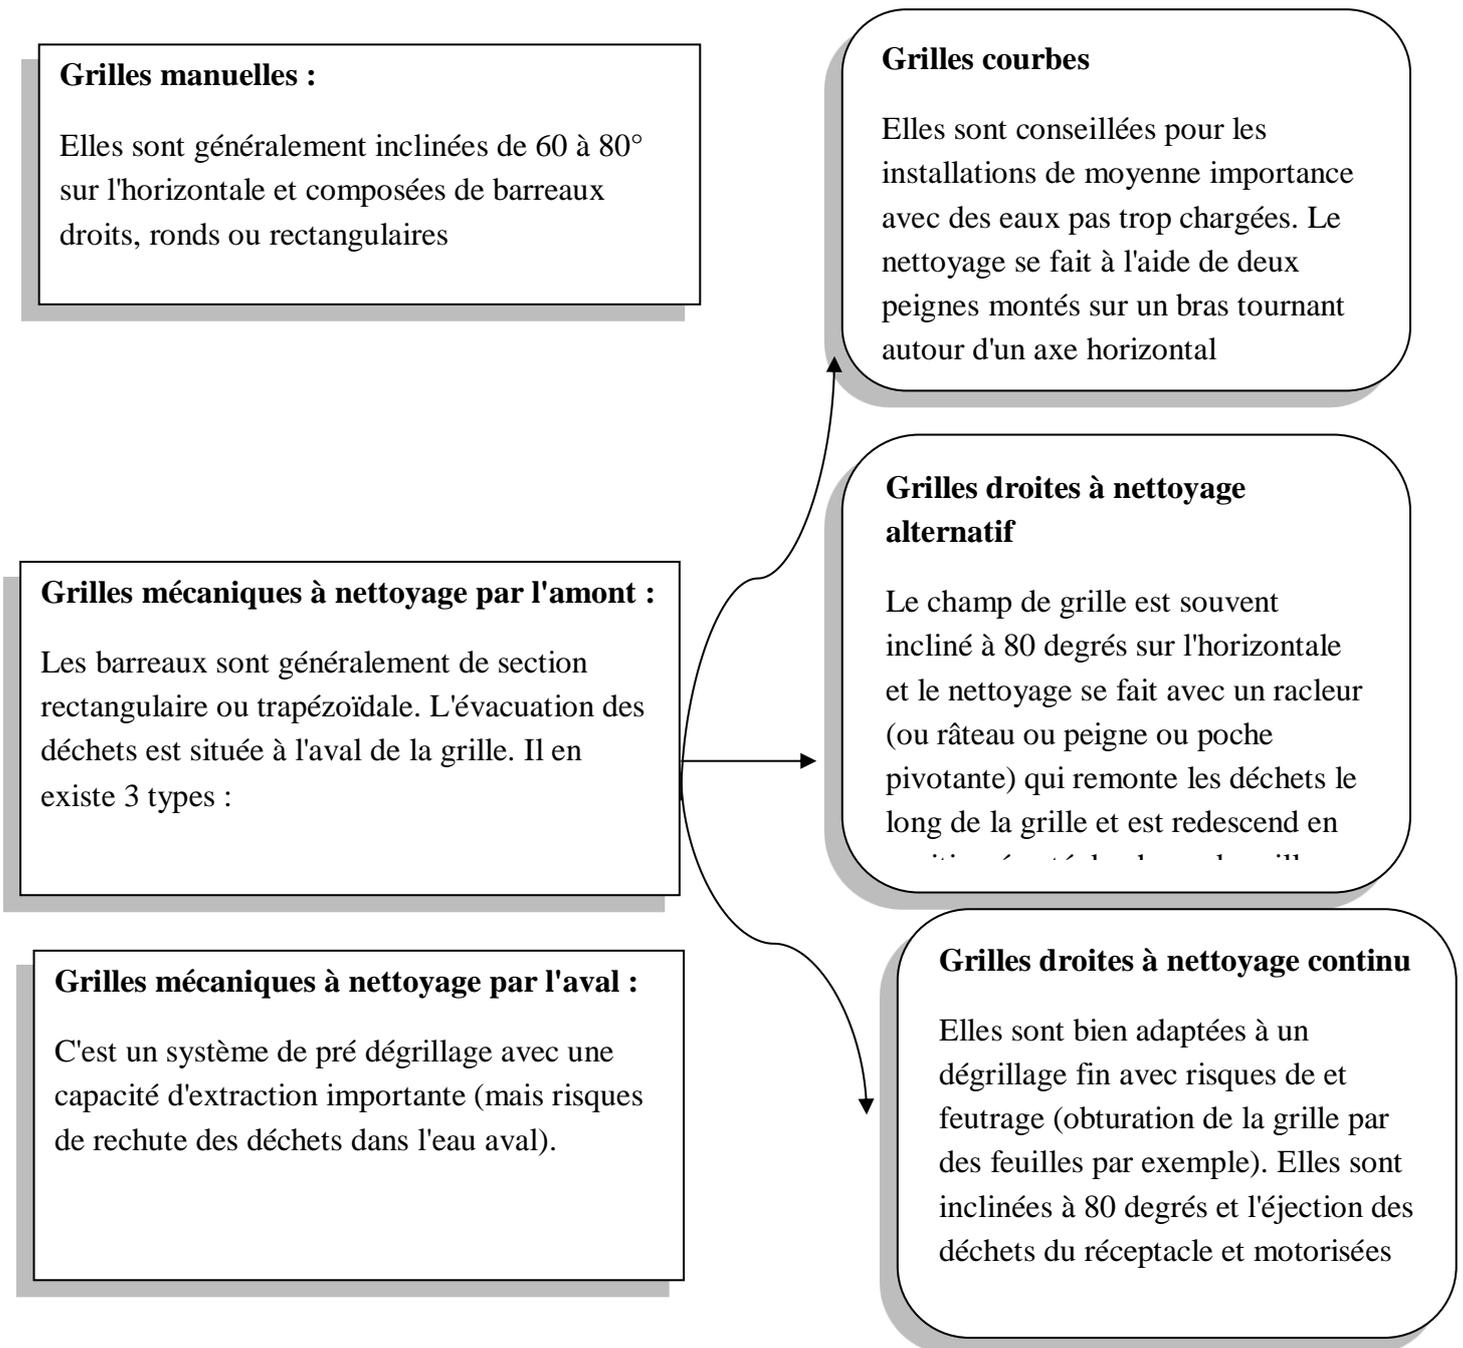 Grilles manuelles :
Elles sont généralement inclinées de 60 à 80°
sur l'horizontale et composées de barreaux
droits, ronds ou rectangulaires
Grilles mécaniques à nettoyage par l'amont :
Les barreaux sont généralement de section
rectangulaire ou trapézoïdale. L'évacuation des
déchets est située à l'aval de la grille. Il en
existe 3 types :
Grilles mécaniques à nettoyage par l'aval :
C'est un système de pré dégrillage avec une
capacité d'extraction importante (mais risques
de rechute des déchets dans l'eau aval).
Grilles courbes
Elles sont conseillées pour les
installations de moyenne importance
avec des eaux pas trop chargées. Le
nettoyage se fait à l'aide de deux
peignes montés sur un bras tournant
autour d'un axe horizontal
Grilles droites à nettoyage
alternatif
Le champ de grille est souvent
incliné à 80 degrés sur l'horizontale
et le nettoyage se fait avec un racleur
(ou râteau ou peigne ou poche
pivotante) qui remonte les déchets le
long de la grille et est redescend en
Grilles droites à nettoyage continu
Elles sont bien adaptées à un
dégrillage fin avec risques de et
feutrage (obturation de la grille par
des feuilles par exemple). Elles sont
inclinées à 80 degrés et l'éjection des
déchets du réceptacle et motorisées